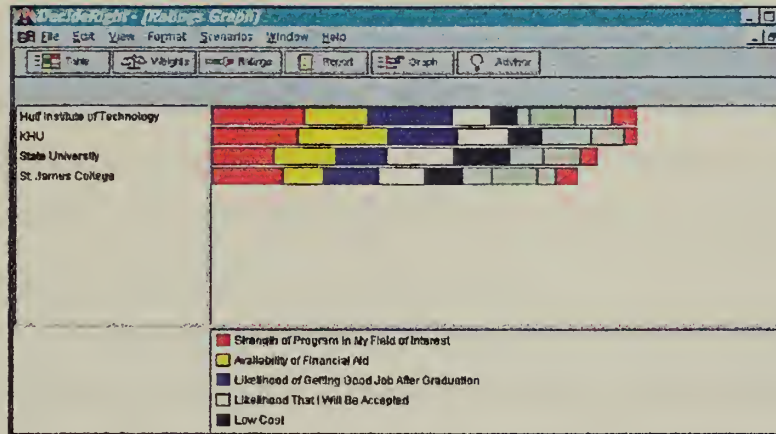 DecideRight - [Ratings Graph]
File Edit View Format Scenarios Window Help
Table Weights Ratings Report Graph Advisor
Huff Institute of Technology
KHU
State University
St. James College
Strength of Program In My Field of Interest
Availability of Financial Aid
Likelihood of Getting Good Job After Graduation
Likelihood That I Will Be Accepted
Low Cost